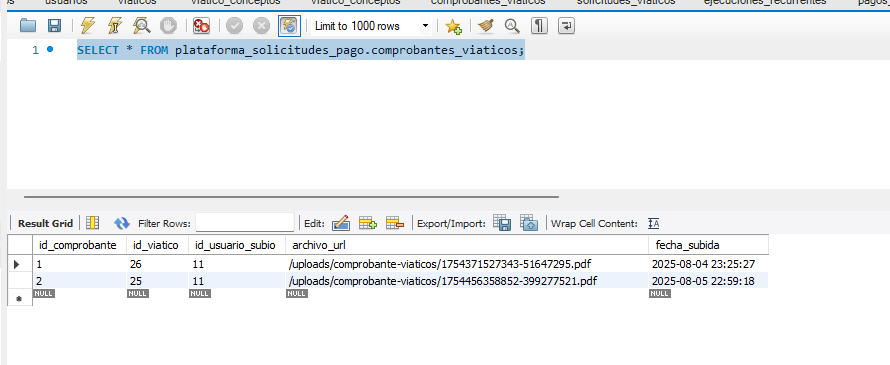 usuarios viaticos viatico_conceptos viatico_conceptos comprobantes_viaticos solicitudes_viaticos ejecuciones_recurrentes
Limit to 1000 rows
1 SELECT * FROM plataforma_solicitudes_pago.comprobantes_viaticos;
Result Grid Filter Rows: Edit: Export/Import: Wrap Cell Content:
id_comprobante id_viatico id_usuario_subio archivo_url fecha_subida
1 26 11 /uploads/comprobante-viaticos/1754371527343-51647295.pdf 2025-08-04 23:25:27
2 25 11 /uploads/comprobante-viaticos/1754456358852-399277521.pdf 2025-08-05 22:59:18
NULL NULL NULL NULL NULL